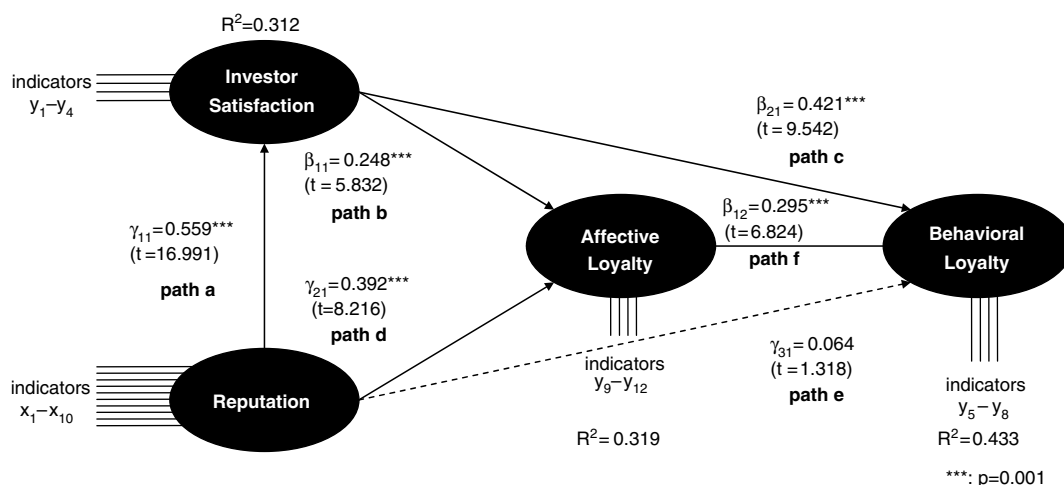 R²=0.312
indicators
y₁–y₄
Investor
Satisfaction
β₁₁= 0.248***
(t = 5.832)
path b
β₂₁= 0.421***
(t = 9.542)
path c
γ₁₁= 0.559***
(t =16.991)
path a
Affective
Loyalty
β₁₂= 0.295***
(t= 6.824)
path f
Behavioral
Loyalty
γ₂₁= 0.392***
(t=8.216)
path d
γ₃₁= 0.064
(t = 1.318)
path e
indicators
x₁–x₁₀
Reputation
indicators
y₉–y₁₂
R²= 0.319
indicators
y₅– y₈
R²= 0.433
***: p=0.001